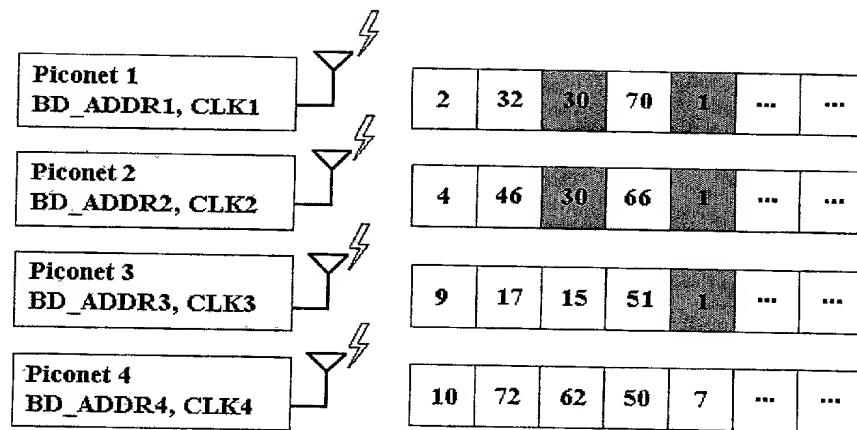 Piconet 1
BD_ADDR1, CLK1
2 32 30 70 1 ... ...
Piconet 2
BD_ADDR2, CLK2
4 46 30 66 1 ... ...
Piconet 3
BD_ADDR3, CLK3
9 17 15 51 1 ... ...
Piconet 4
BD_ADDR4, CLK4
10 72 62 50 7 ... ...